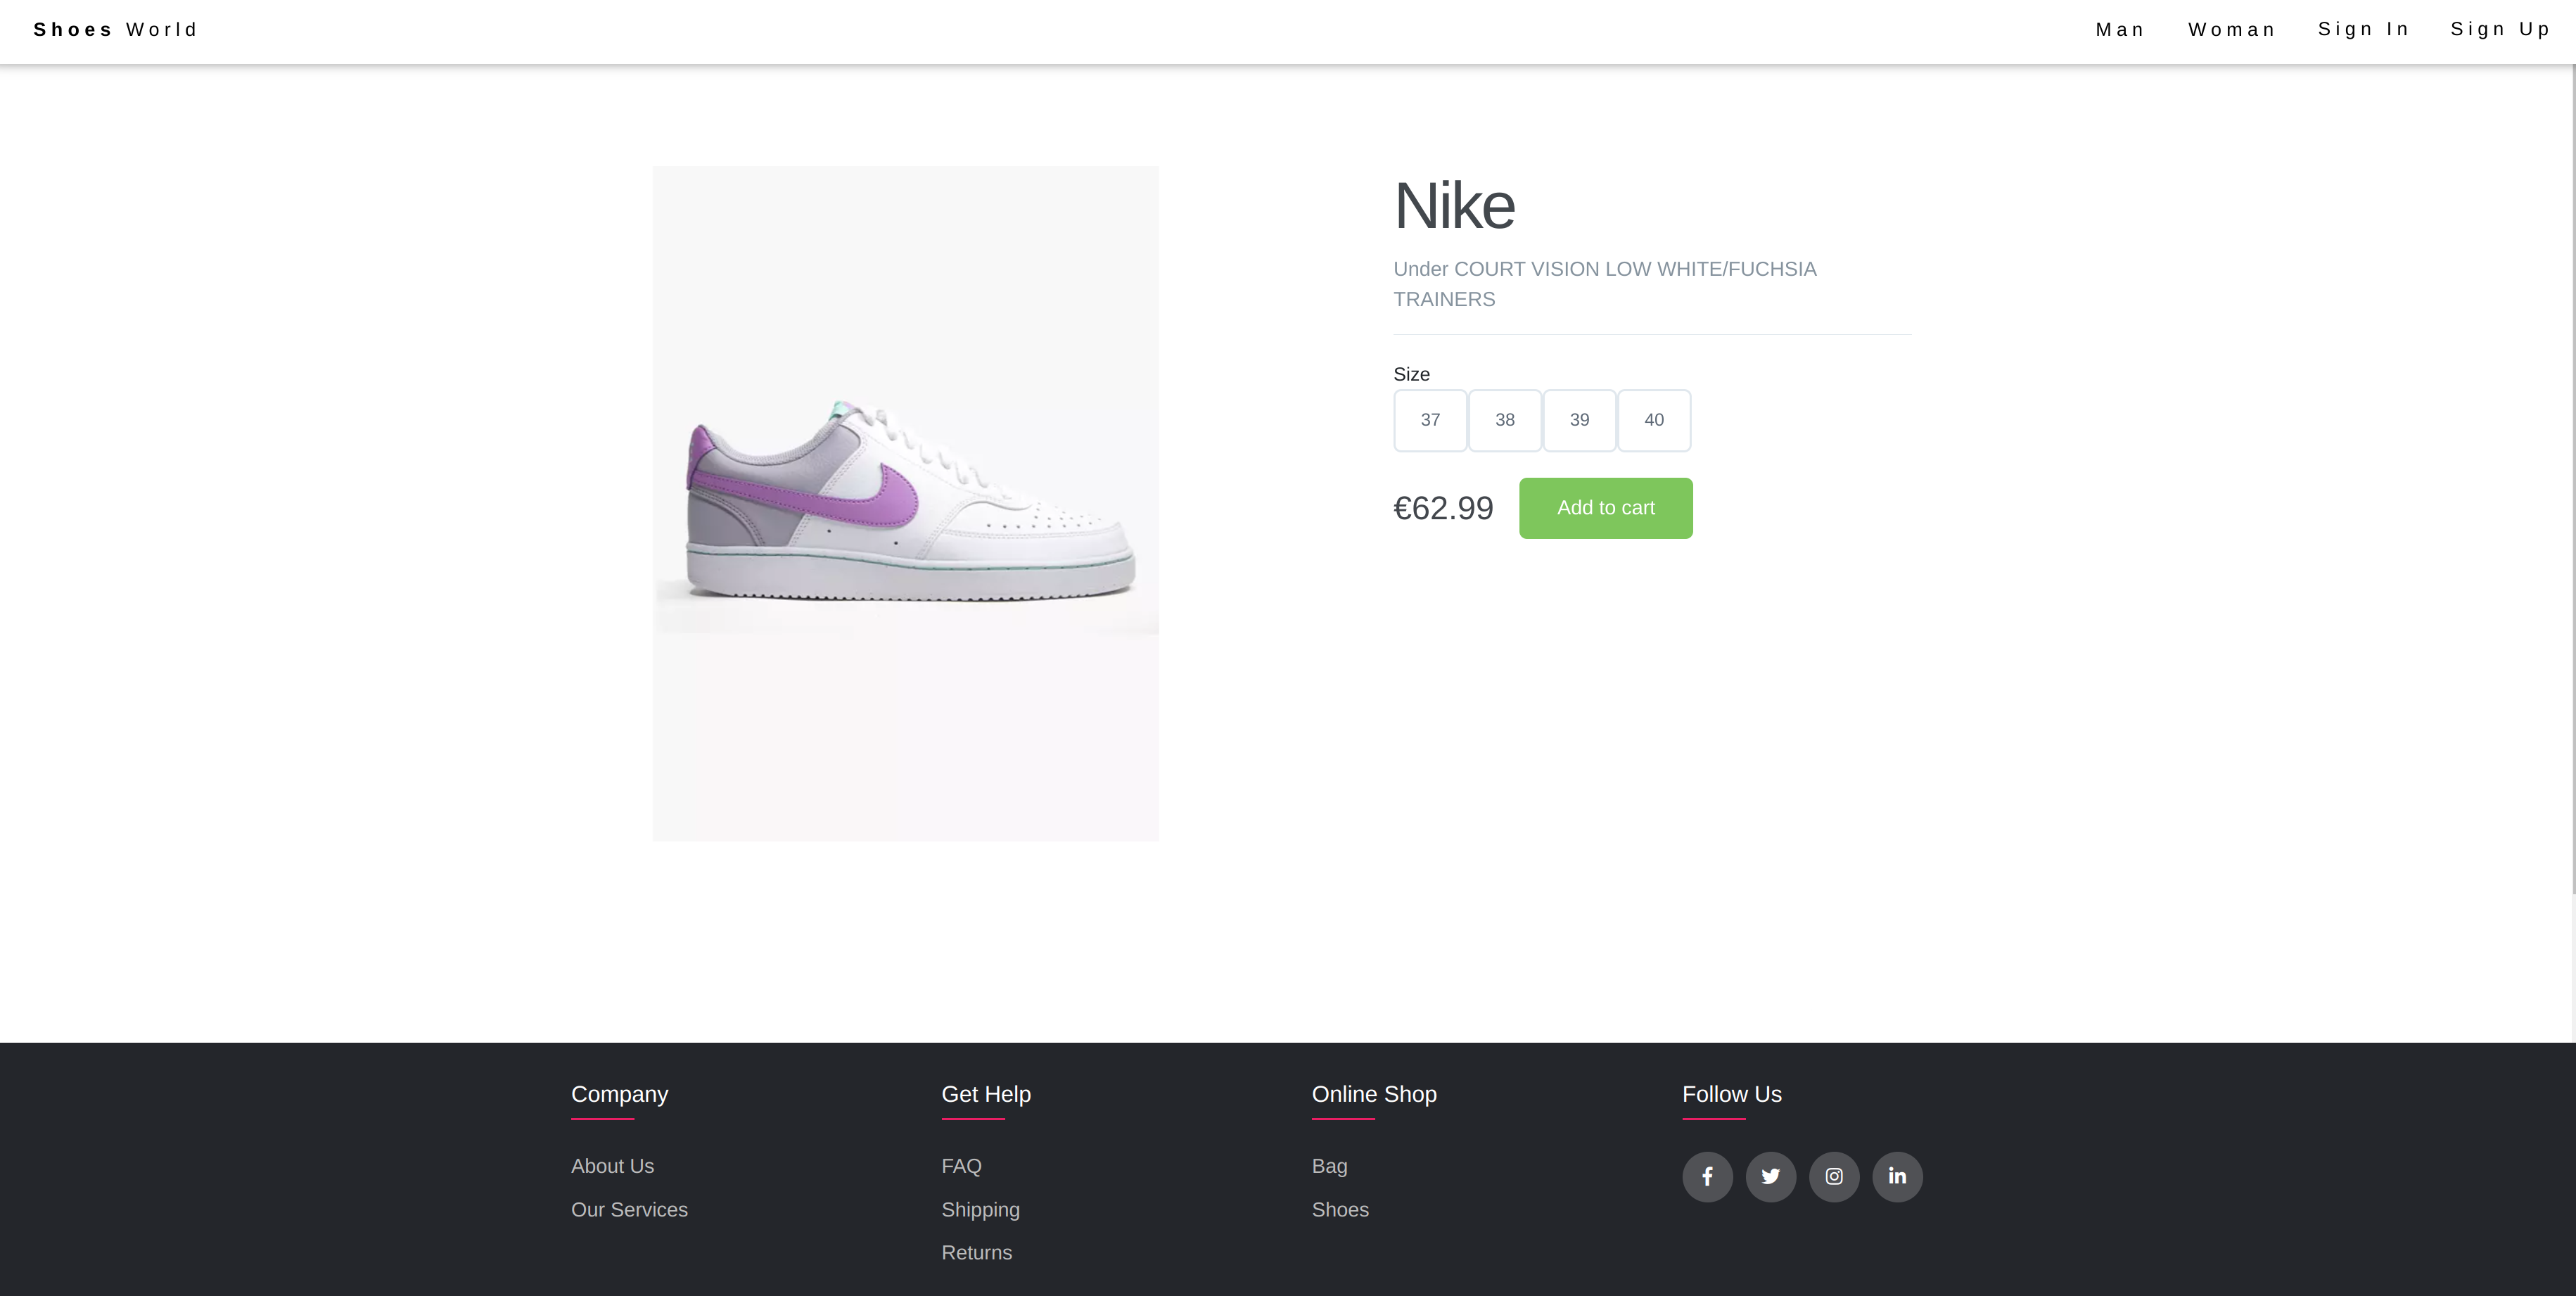 Shoes World
Man
Woman
Sign In
Sign Up
Nike
Under COURT VISION LOW WHITE/FUCHSIA
TRAINERS
Size
37
38
39
40
€62.99
Add to cart
Company
About Us
Our Services
Get Help
FAQ
Shipping
Returns
Online Shop
Bag
Shoes
Follow Us